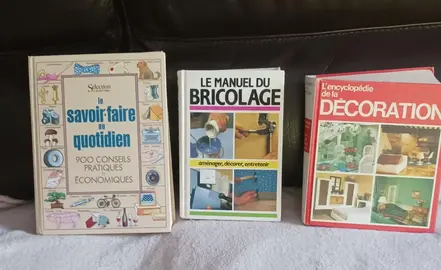 Sélection
le
savoir-faire
au
quotidien
900 CONSEILS
PRATIQUES
ET
ÉCONOMIQUES
LE MANUEL DU
BRICOLAGE
aménager, décorer, entretenir
L'encyclopédie
de la
DÉCORATION